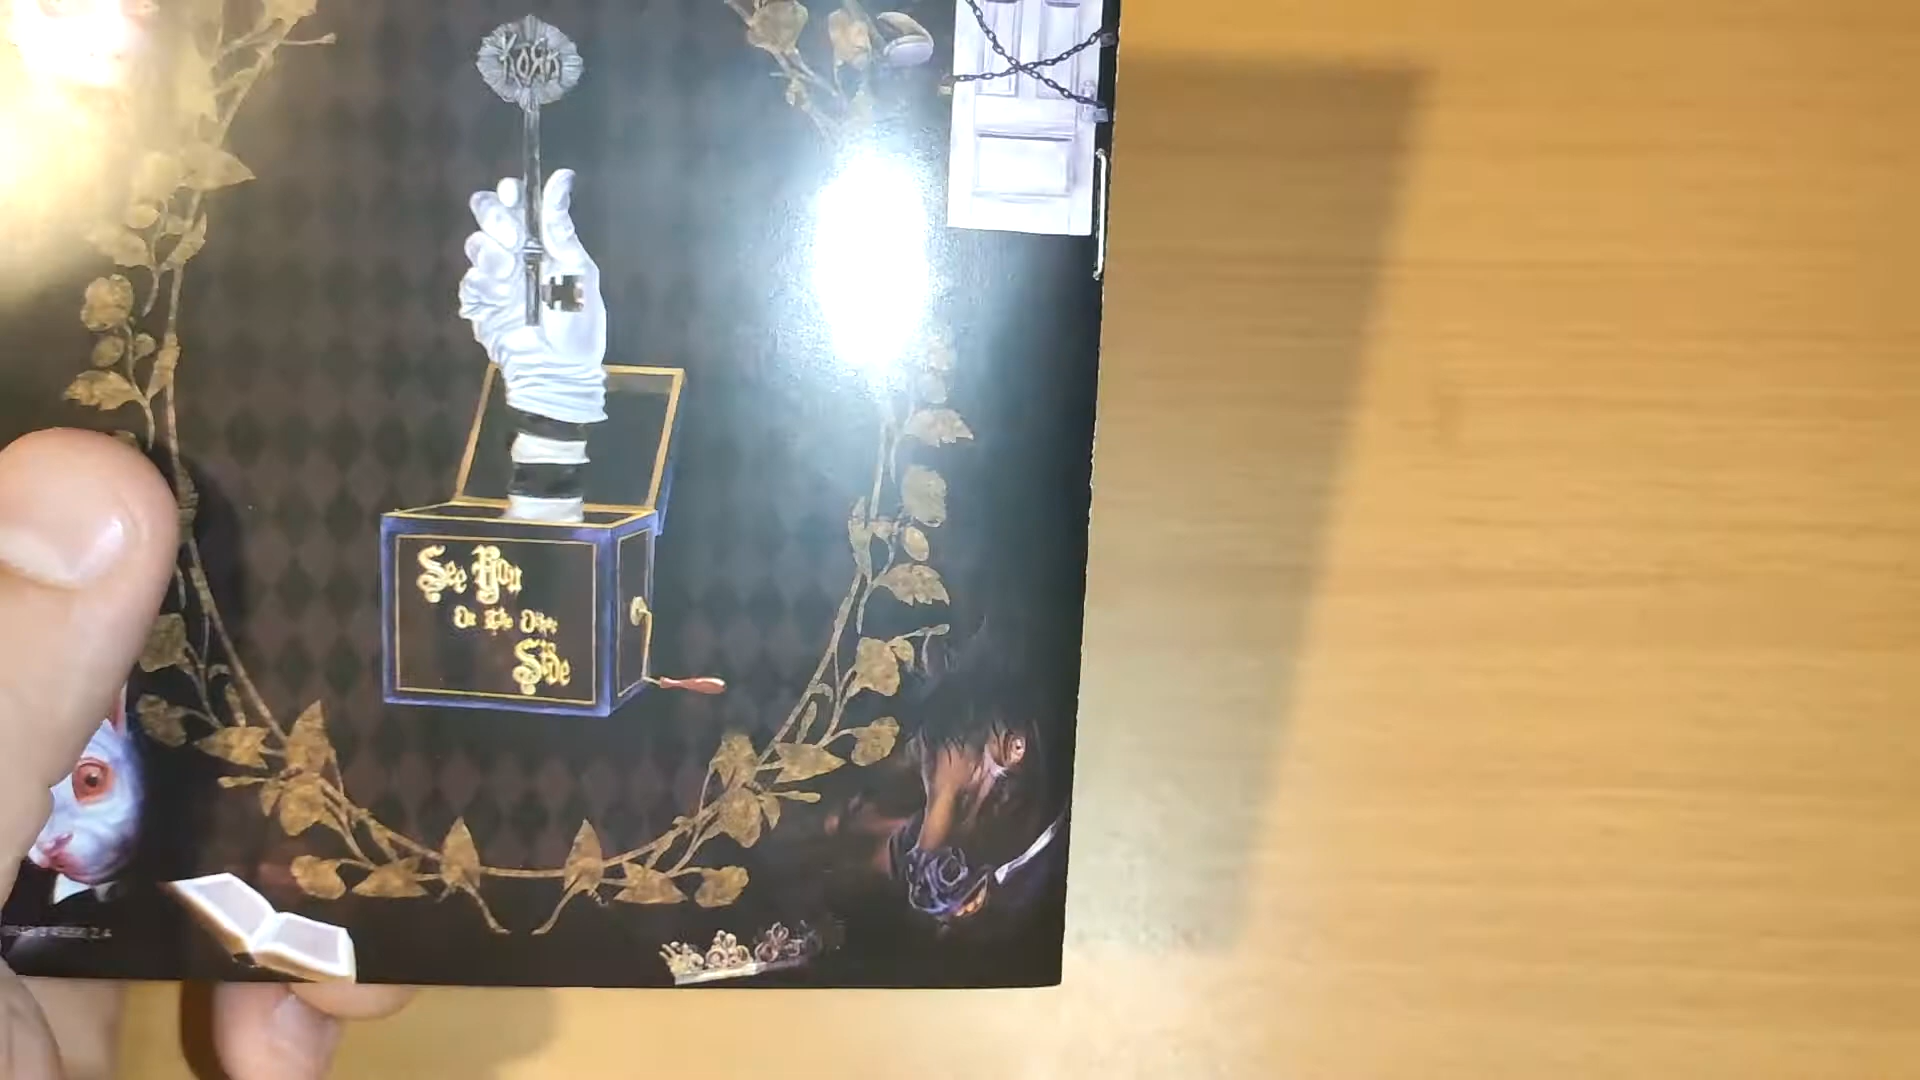 KoЯn
See You
On The Other
Side